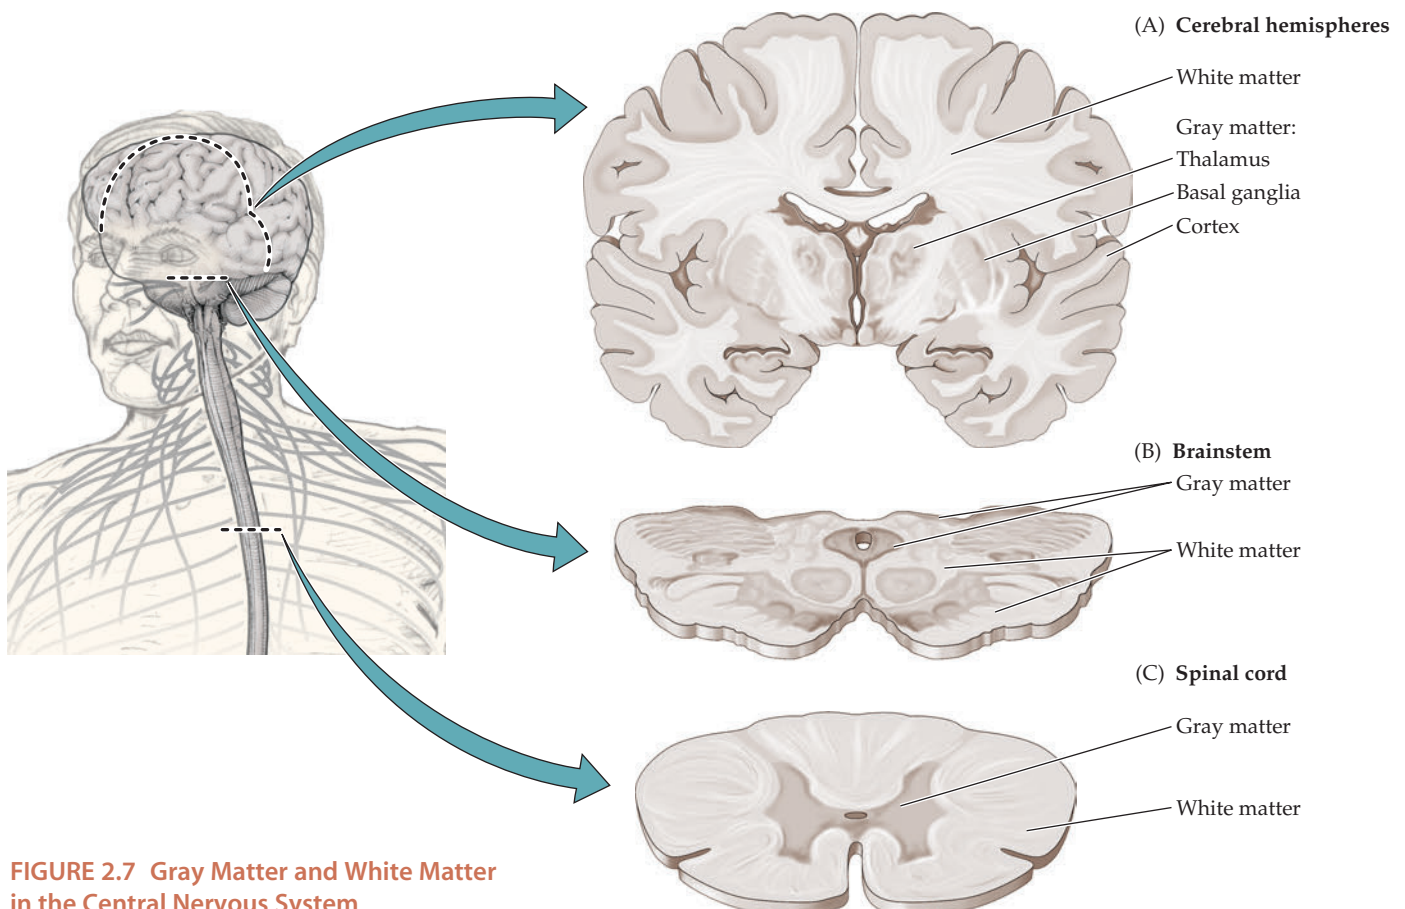 (A) Cerebral hemispheres
White matter
Gray matter:
Thalamus
Basal ganglia
Cortex
(B) Brainstem
Gray matter
White matter
(C) Spinal cord
Gray matter
White matter
FIGURE 2.7 Gray Matter and White Matter
in the Central Nervous System